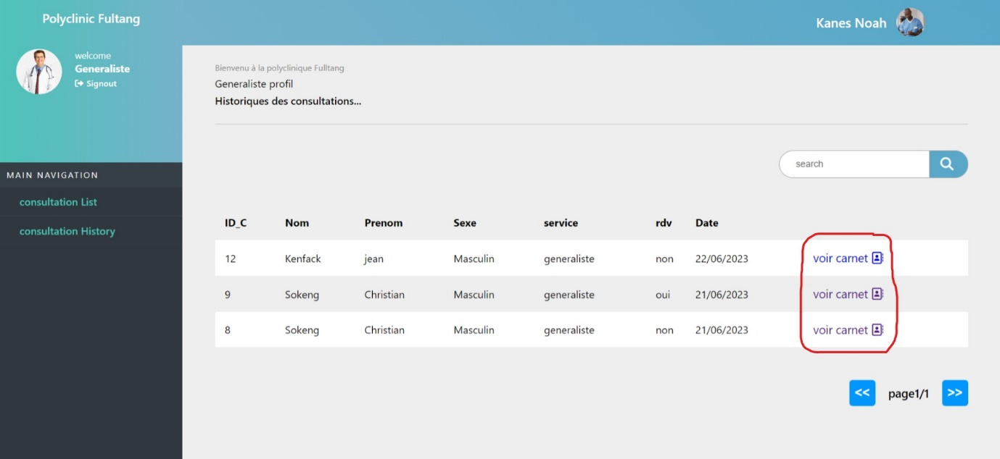 Polyclinic Fultang
Kanes Noah
welcome
Generaliste
Signout
MAIN NAVIGATION
consultation List
consultation History
Bienvenu à la polyclinique Fulltang
Generaliste profil
Historiques des consultations...
search
ID_C Nom Prenom Sexe service rdv Date
12 Kenfack jean Masculin generaliste non 22/06/2023 voir carnet
9 Sokeng Christian Masculin generaliste oui 21/06/2023 voir carnet
8 Sokeng Christian Masculin generaliste non 21/06/2023 voir carnet
<< page1/1 >>